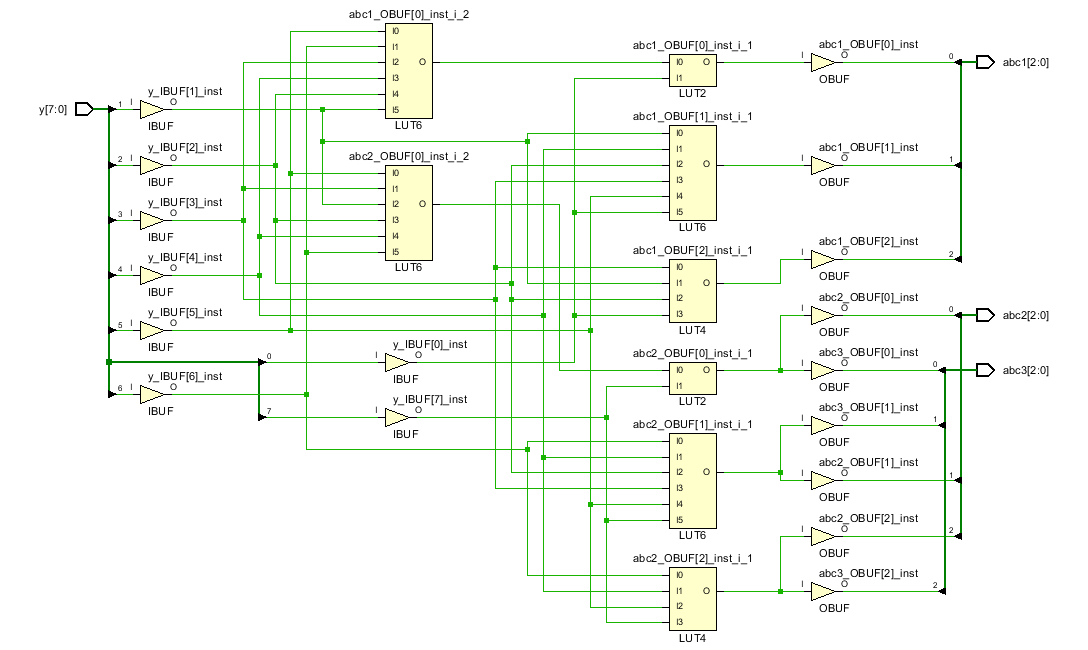 abc1_OBUF[0]_inst_i_2
I0
I1
I2 O
I3
I4
I5
LUT6
abc2_OBUF[0]_inst_i_2
I0
I1
I2 O
I3
I4
I5
LUT6
y[7:0]
y_IBUF[1]_inst
1 I O
IBUF
y_IBUF[2]_inst
2 I O
IBUF
y_IBUF[3]_inst
3 I O
IBUF
y_IBUF[4]_inst
4 I O
IBUF
y_IBUF[5]_inst
5 I O
IBUF
y_IBUF[6]_inst
6 I O
IBUF
y_IBUF[0]_inst
0 I O
IBUF
y_IBUF[7]_inst
7 I O
IBUF
abc1_OBUF[0]_inst_i_1
I0 O
I1
LUT2
abc1_OBUF[1]_inst_i_1
I0
I1
I2 O
I3
I4
I5
LUT6
abc1_OBUF[2]_inst_i_1
I0
I1 O
I2
I3
LUT4
abc2_OBUF[0]_inst_i_1
I0 O
I1
LUT2
abc2_OBUF[1]_inst_i_1
I0
I1
I2 O
I3
I4
I5
LUT6
abc2_OBUF[2]_inst_i_1
I0
I1 O
I2
I3
LUT4
abc1_OBUF[0]_inst
I O 0
OBUF
abc1[2:0]
abc1_OBUF[1]_inst
I O 1
OBUF
abc1_OBUF[2]_inst
I O 2
OBUF
abc2_OBUF[0]_inst
I O 0
OBUF
abc2[2:0]
abc3_OBUF[0]_inst
I O 0
OBUF
abc3[2:0]
abc3_OBUF[1]_inst
I O 1
OBUF
abc2_OBUF[1]_inst
I O 1
OBUF
abc2_OBUF[2]_inst
I O 2
OBUF
abc3_OBUF[2]_inst
I O 2
OBUF